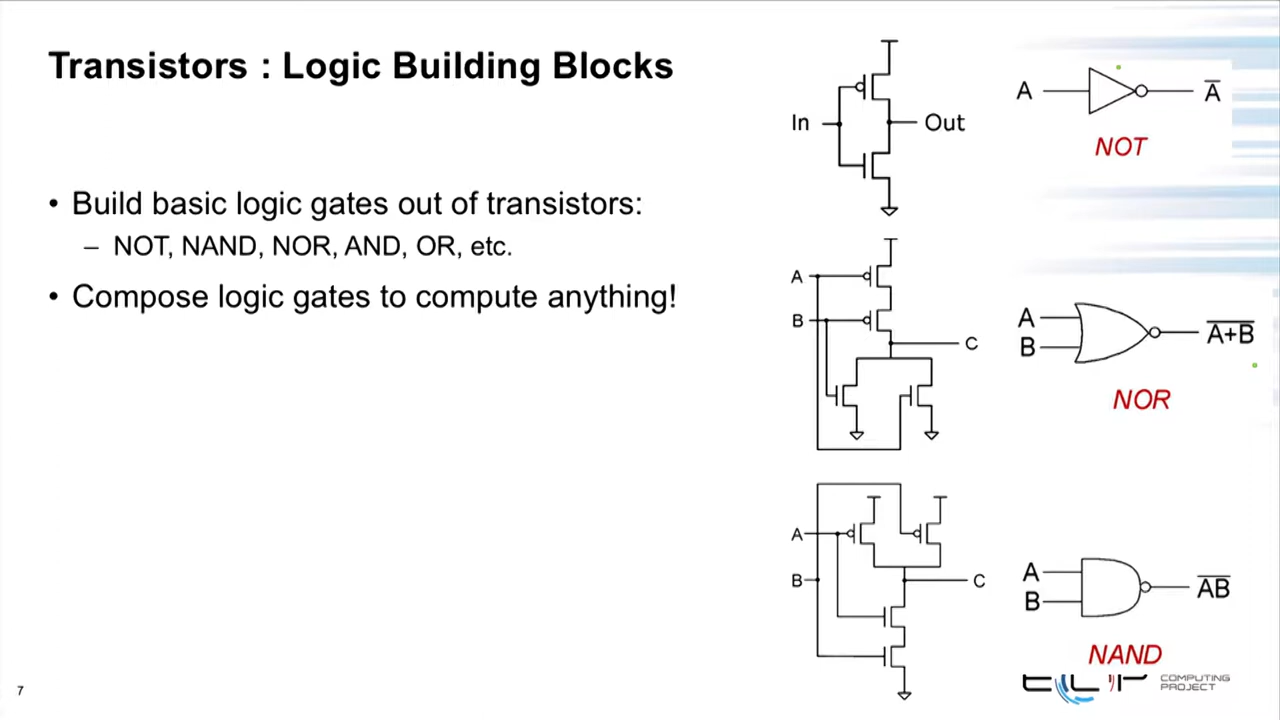 Transistors : Logic Building Blocks
• Build basic logic gates out of transistors:
– NOT, NAND, NOR, AND, OR, etc.
• Compose logic gates to compute anything!
In
Out
A
A̅
NOT
A
B
C
A
B
A̅+̅B̅
NOR
A
B
C
A
B
A̅B̅
NAND
COMPUTING
PROJECT
7